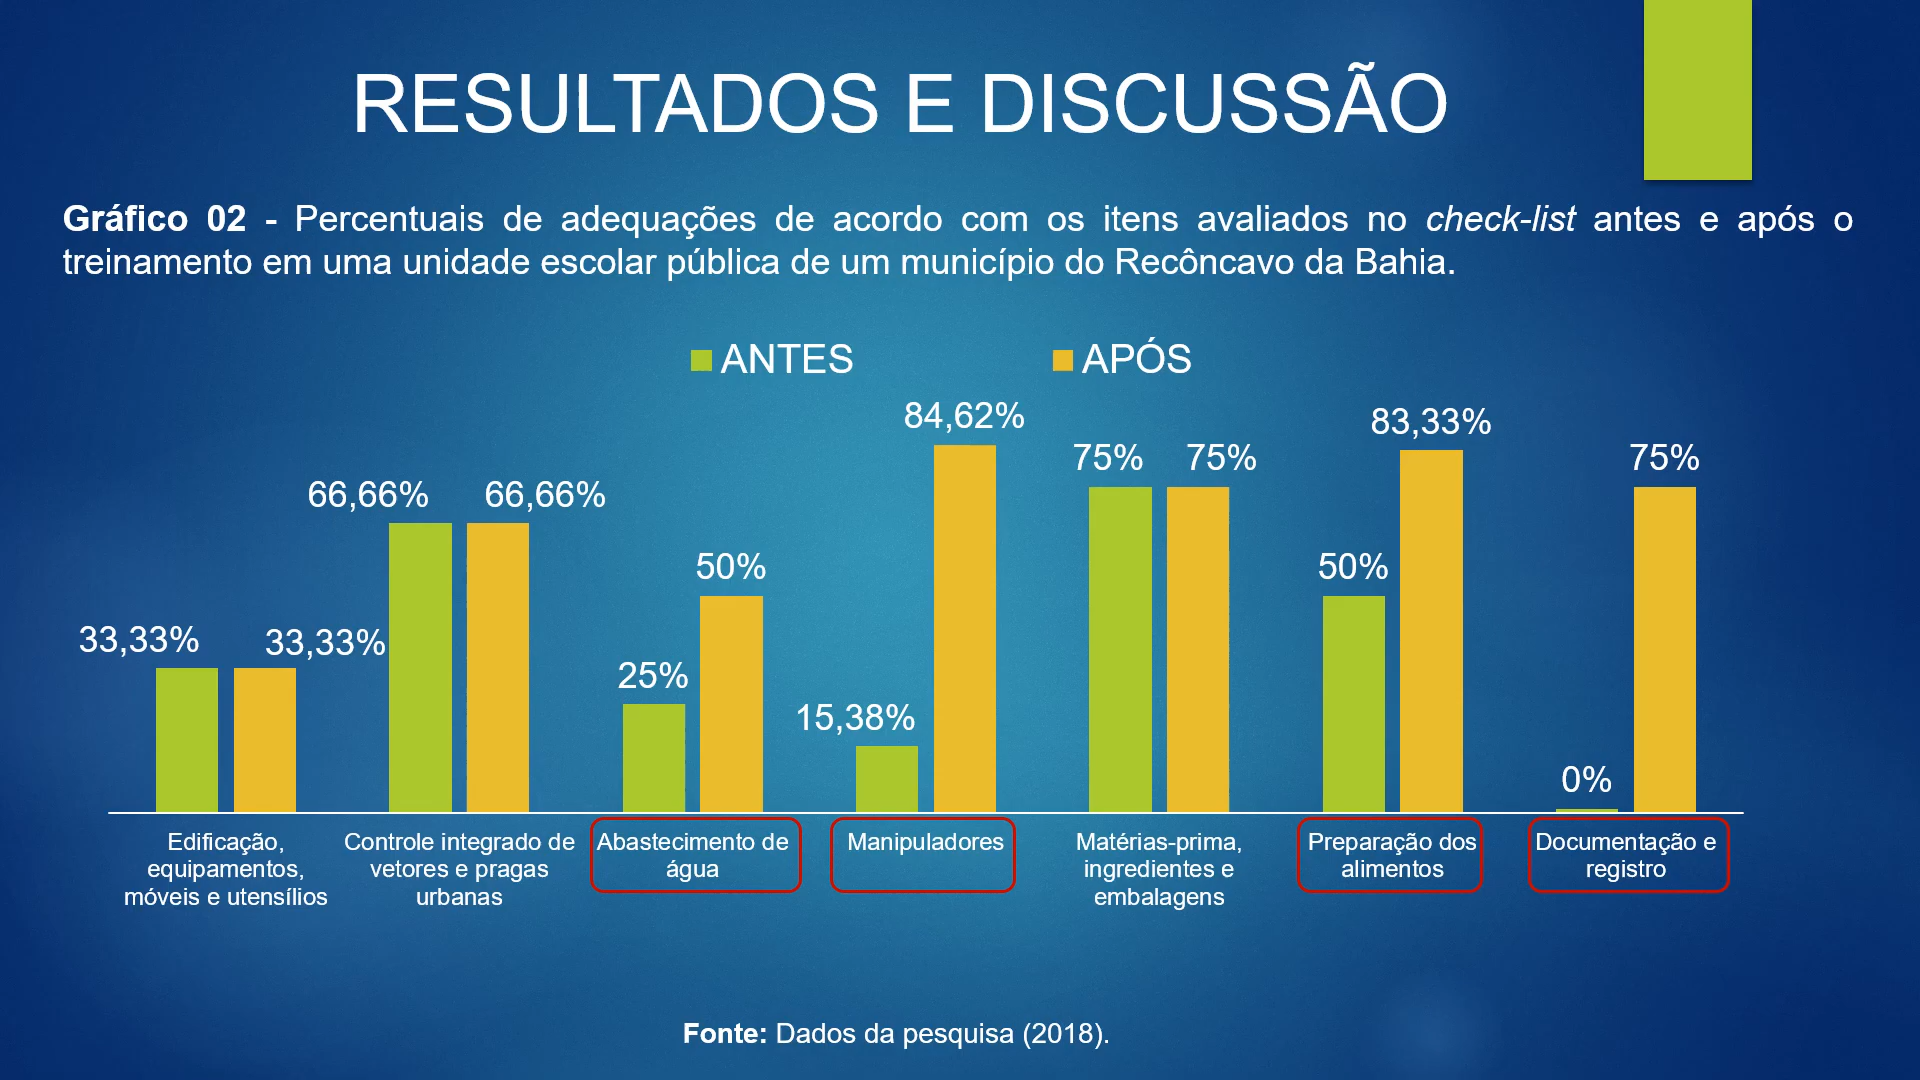 RESULTADOS E DISCUSSÃO
Gráfico 02 - Percentuais de adequações de acordo com os itens avaliados no check-list antes e após o
treinamento em uma unidade escolar pública de um município do Recôncavo da Bahia.
ANTES
APÓS
33,33%
33,33%
66,66%
66,66%
25%
50%
15,38%
84,62%
75%
75%
50%
83,33%
0%
75%
Edificação,
equipamentos,
móveis e utensílios
Controle integrado de
vetores e pragas
urbanas
Abastecimento de
água
Manipuladores
Matérias-prima,
ingredientes e
embalagens
Preparação dos
alimentos
Documentação e
registro
Fonte: Dados da pesquisa (2018).